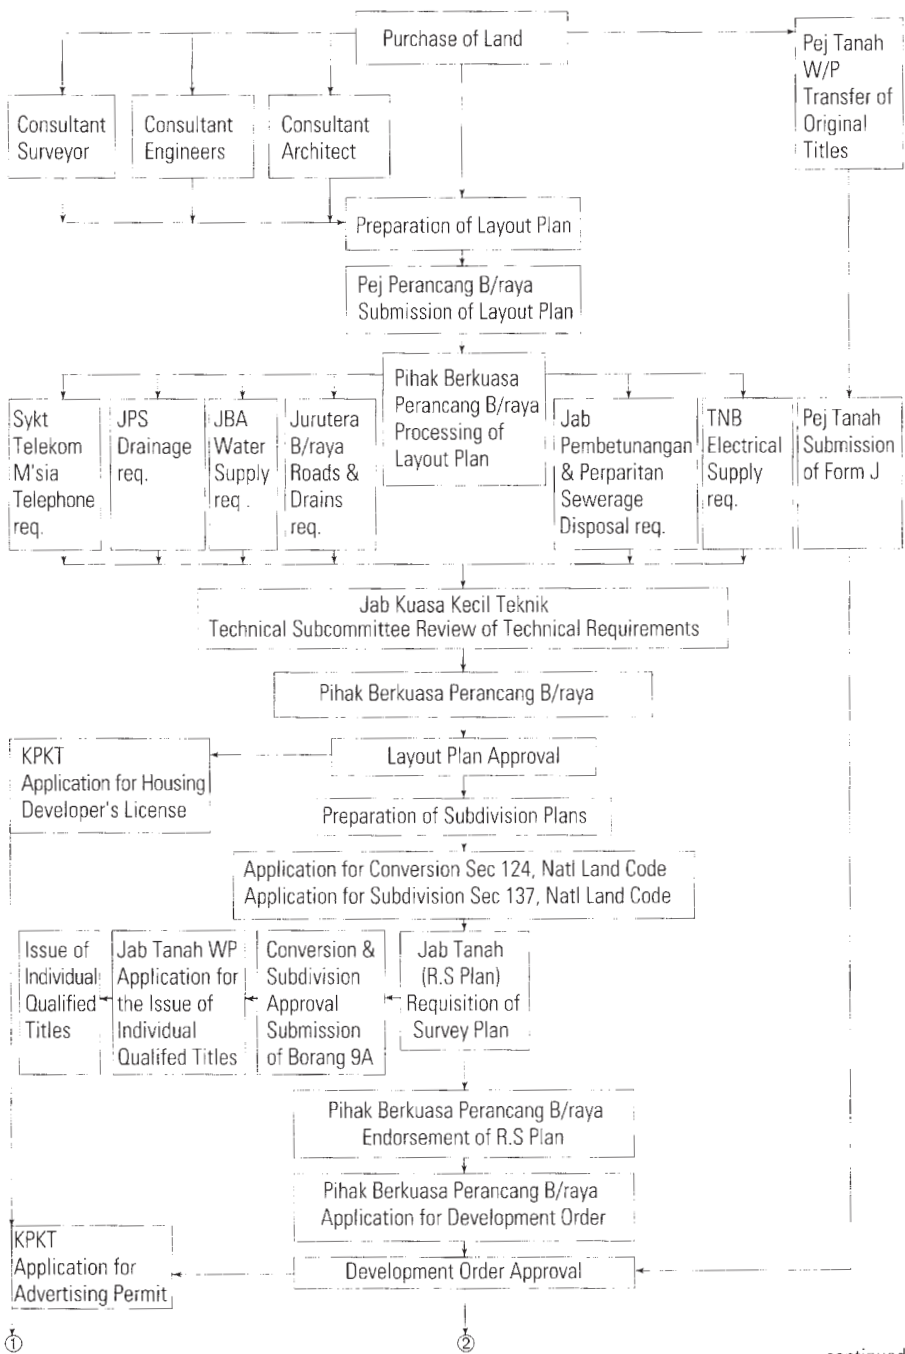 Purchase of Land
Pej Tanah
W/P
Transfer of
Original
Titles
Consultant
Surveyor
Consultant
Engineers
Consultant
Architect
Preparation of Layout Plan
Pej Perancang B/raya
Submission of Layout Plan
Pihak Berkuasa
Perancang B/raya
Processing of
Layout Plan
Sykt
Telekom
M'sia
Telephone
req.
JPS
Drainage
req.
JBA
Water
Supply
req .
Jurutera
B/raya
Roads &
Drains
req.
Jab
Pembetunangan
& Perparitan
Sewerage
Disposal req.
TNB
Electrical
Supply
req.
Pej Tanah
Submission
of Form J
Jab Kuasa Kecil Teknik
Technical Subcommittee Review of Technical Requirements
Pihak Berkuasa Perancang B/raya
KPKT
Application for Housing
Developer's License
Layout Plan Approval
Preparation of Subdivision Plans
Application for Conversion Sec 124, Natl Land Code
Application for Subdivision Sec 137, Natl Land Code
Issue of
Individual
Qualified
Titles
Jab Tanah WP
Application for
the Issue of
Individual
Qualifed Titles
Conversion &
Subdivision
Approval
Submission
of Borang 9A
Jab Tanah
(R.S Plan)
Requisition of
Survey Plan
Pihak Berkuasa Perancang B/raya
Endorsement of R.S Plan
Pihak Berkuasa Perancang B/raya
Application for Development Order
KPKT
Application for
Advertising Permit
Development Order Approval
①
②